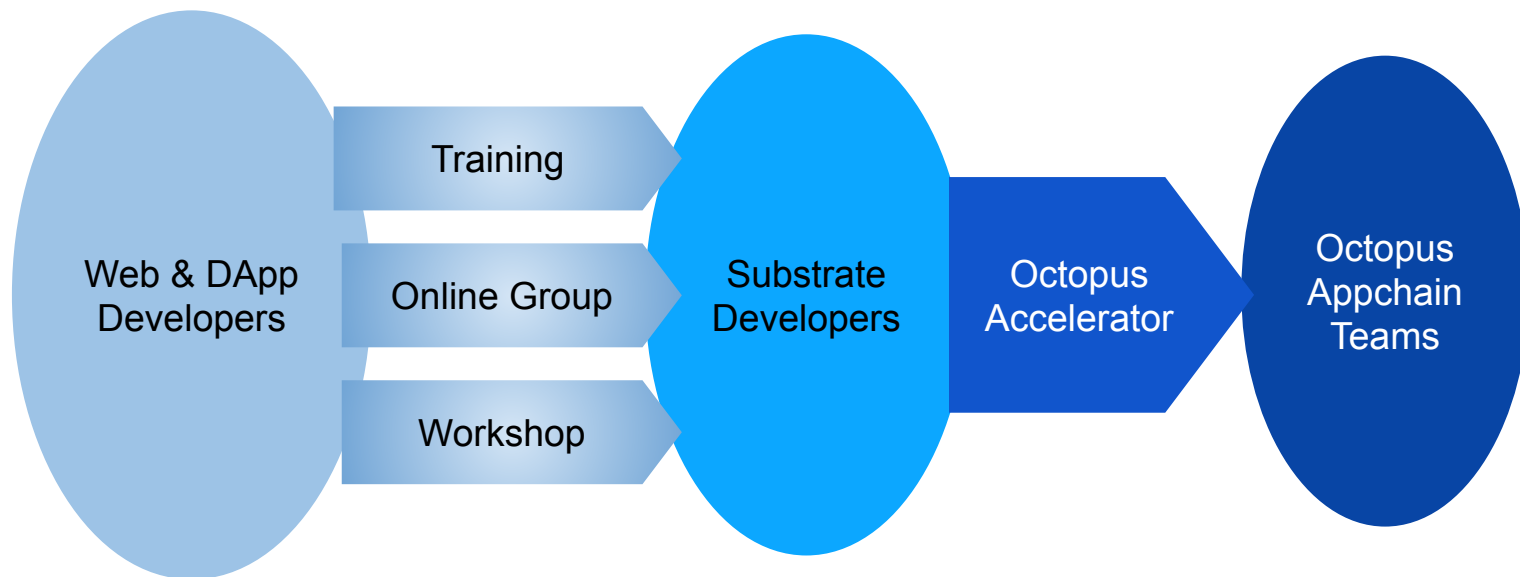 Web & DApp
Developers
Training
Online Group
Workshop
Substrate
Developers
Octopus
Accelerator
Octopus
Appchain
Teams